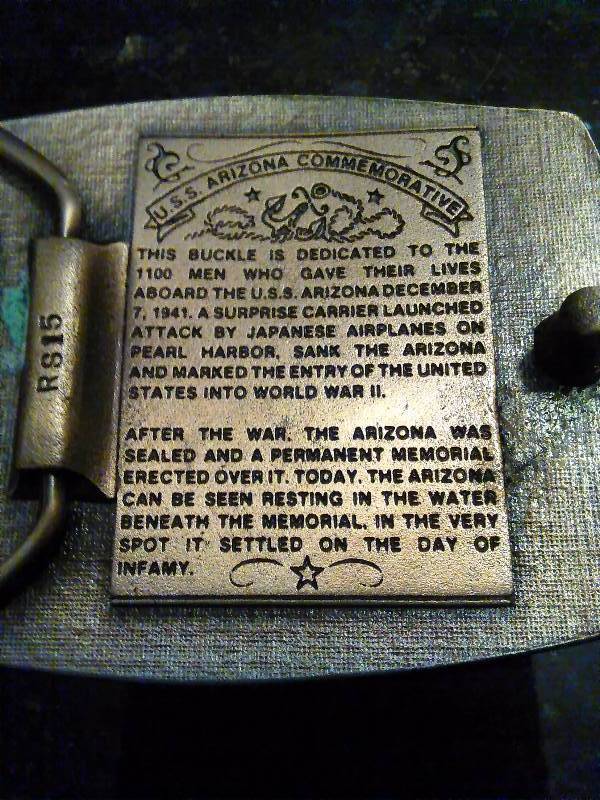 U.S.S. ARIZONA COMMEMORATIVE
THIS BUCKLE IS DEDICATED TO THE
1100 MEN WHO GAVE THEIR LIVES
ABOARD THE U.S.S. ARIZONA DECEMBER
7, 1941. A SURPRISE CARRIER LAUNCHED
ATTACK BY JAPANESE AIRPLANES ON
PEARL HARBOR, SANK THE ARIZONA
AND MARKED THE ENTRY OF THE UNITED
STATES INTO WORLD WAR II.
AFTER THE WAR, THE ARIZONA WAS
SEALED AND A PERMANENT MEMORIAL
ERECTED OVER IT. TODAY, THE ARIZONA
CAN BE SEEN RESTING IN THE WATER
BENEATH THE MEMORIAL, IN THE VERY
SPOT IT SETTLED ON THE DAY OF
INFAMY.
RS15